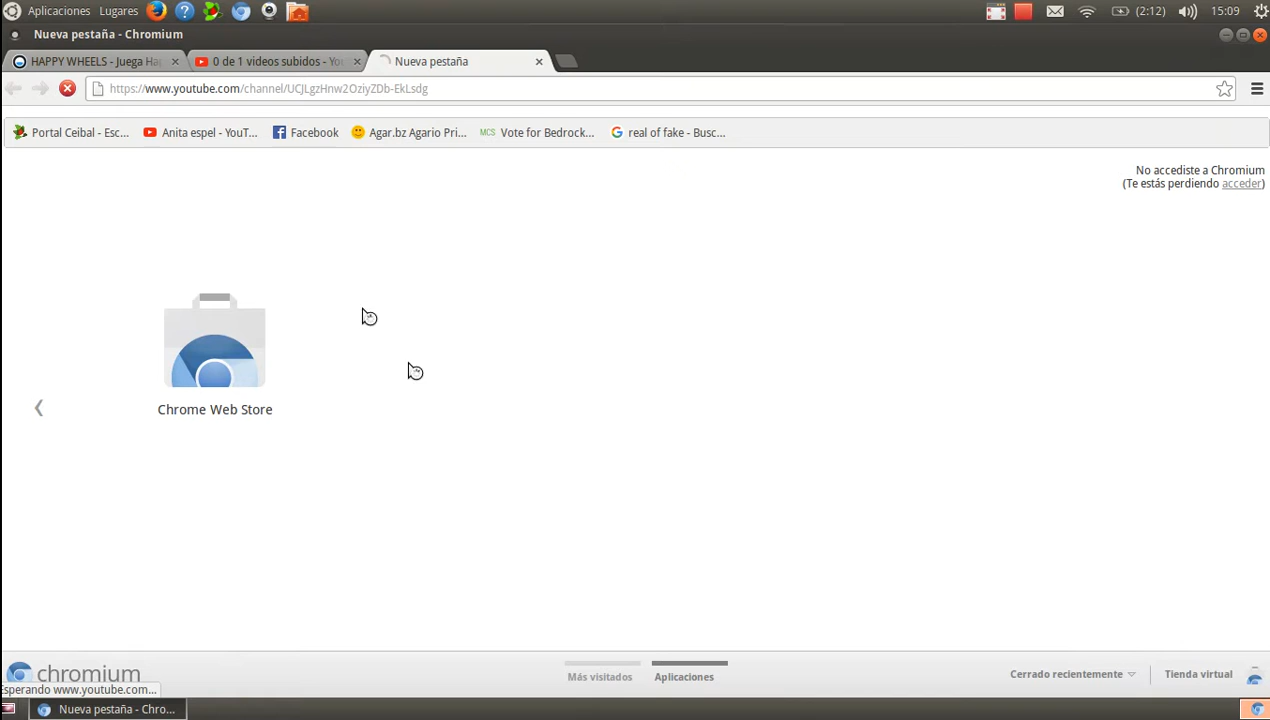 Aplicaciones Lugares (2:12) 15:09
Nueva pestaña - Chromium
HAPPY WHEELS - Juega Ha 0 de 1 videos subidos - Yo Nueva pestaña
https://www.youtube.com/channel/UCJLgzHnw2OziyZDb-EkLsdg
Portal Ceibal - Esc... Anita espel - YouT... Facebook Agar.bz Agario Pri... MCS Vote for Bedrock... real of fake - Busc...
No accediste a Chromium
(Te estás perdiendo acceder)
Chrome Web Store
chromium Más visitados Aplicaciones Cerrado recientemente Tienda virtual
Esperando www.youtube.com...
Nueva pestaña - Chro...